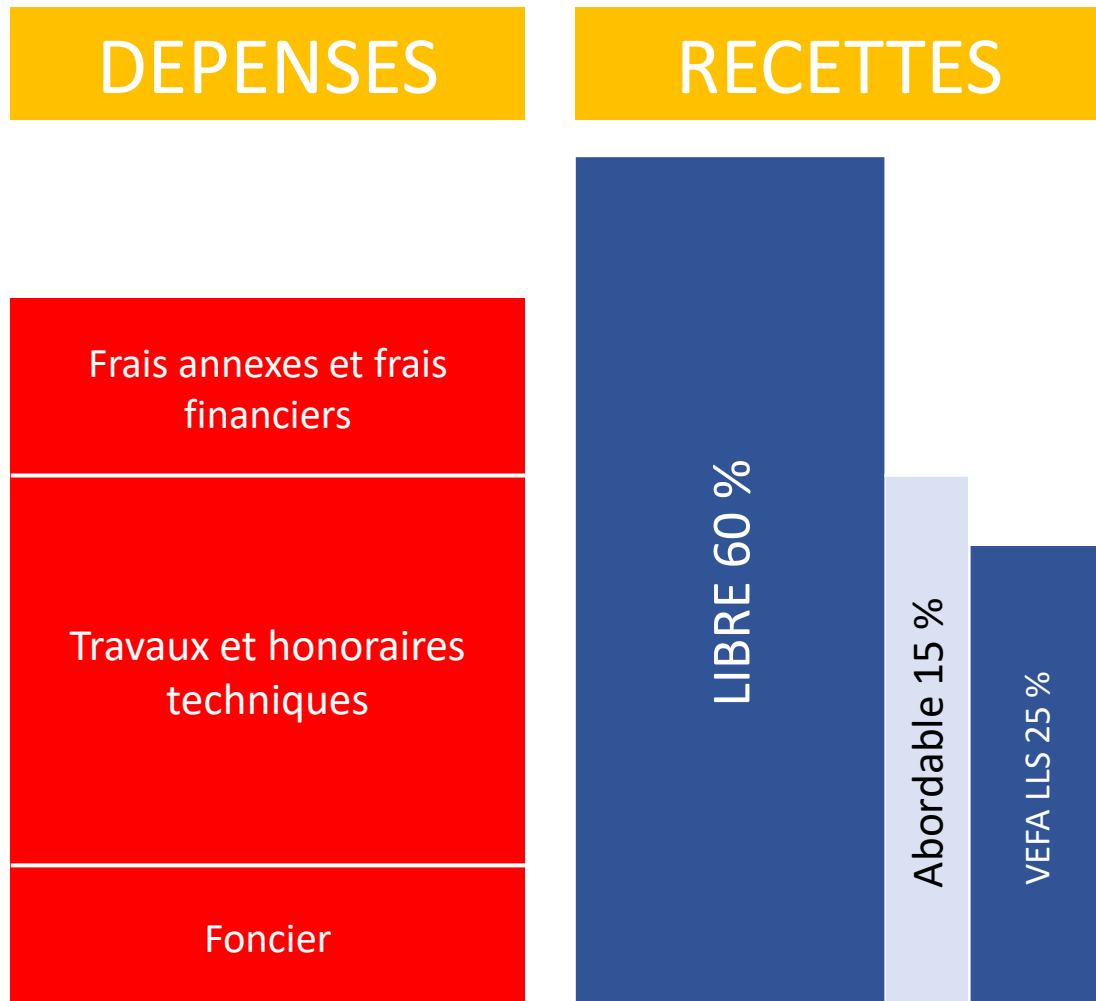 DEPENSES
RECETTES
Frais annexes et frais
financiers
Travaux et honoraires
techniques
Foncier
LIBRE 60 %
Abordable 15 %
VEFA LLS 25 %